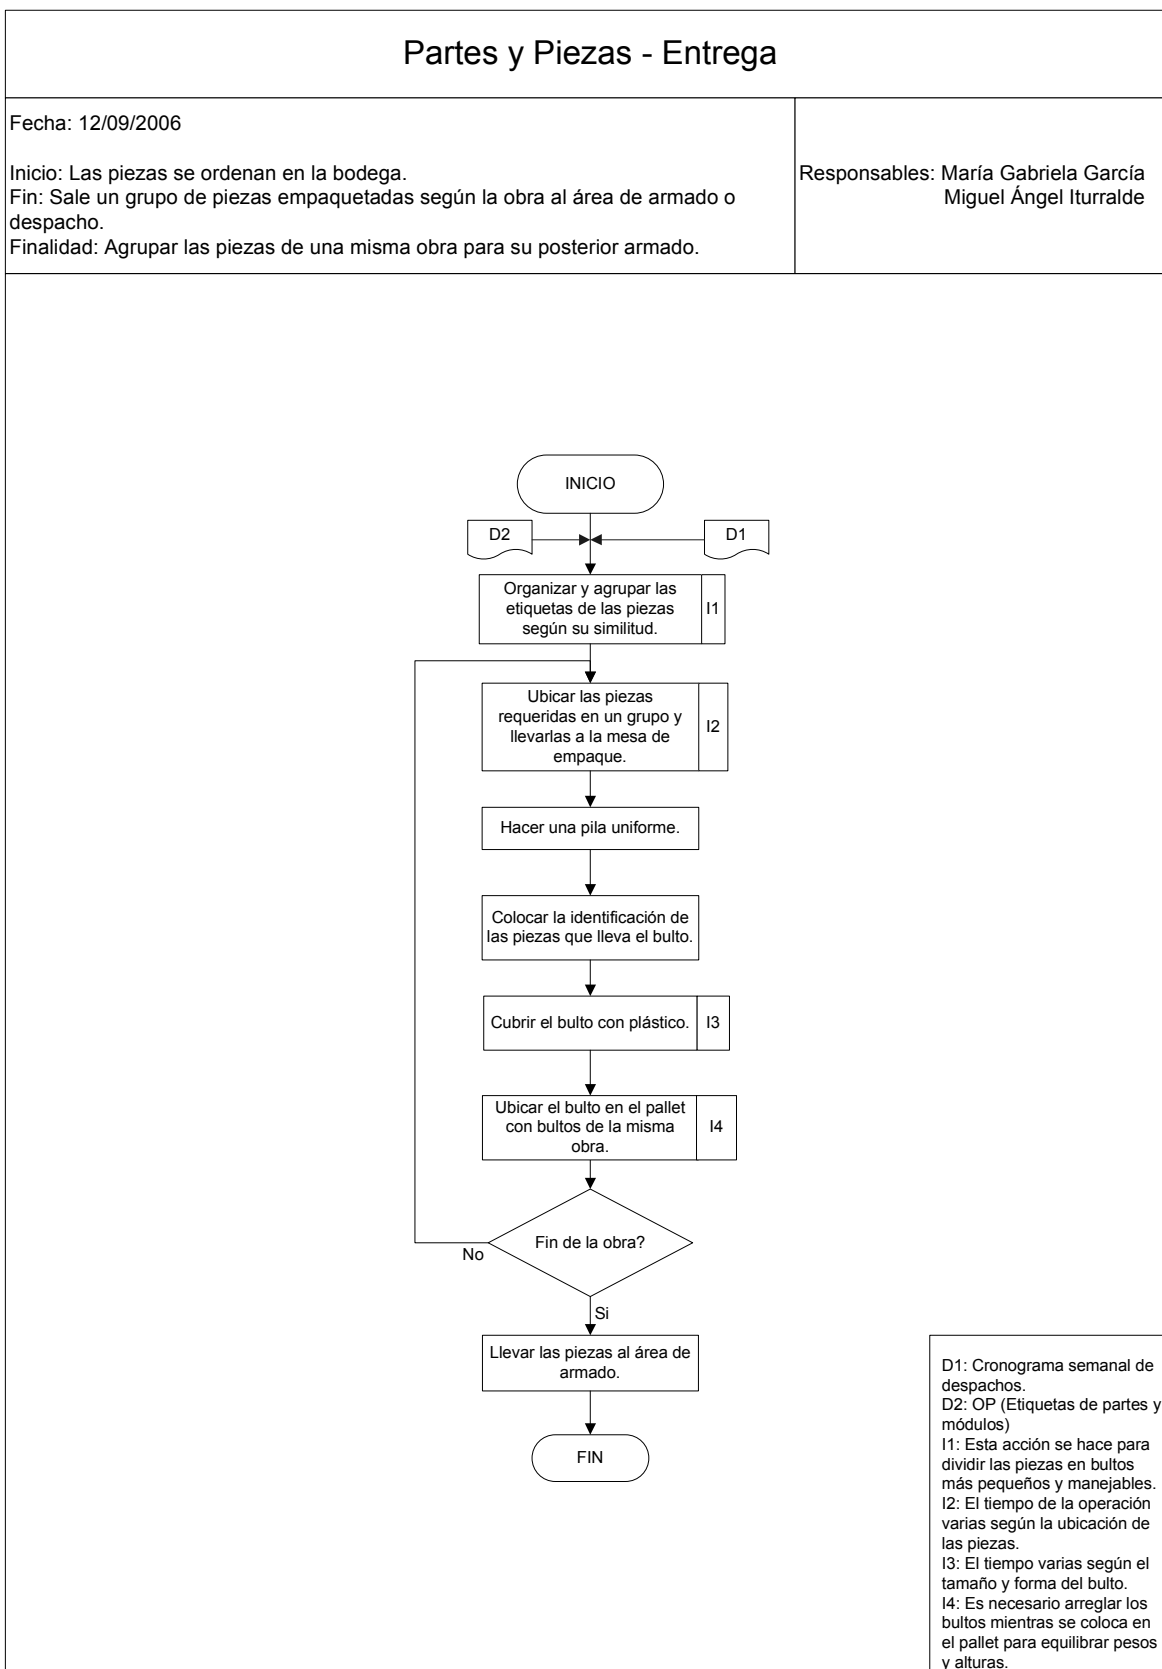 Partes y Piezas - Entrega
Fecha: 12/09/2006
Inicio: Las piezas se ordenan en la bodega.
Fin: Sale un grupo de piezas empaquetadas según la obra al área de armado o
despacho.
Finalidad: Agrupar las piezas de una misma obra para su posterior armado.
Responsables: María Gabriela García
Miguel Ángel Iturralde
INICIO
D2
D1
Organizar y agrupar las
etiquetas de las piezas
según su similitud.
I1
Ubicar las piezas
requeridas en un grupo y
llevarlas a la mesa de
empaque.
I2
Hacer una pila uniforme.
Colocar la identificación de
las piezas que lleva el bulto.
Cubrir el bulto con plástico.
I3
Ubicar el bulto en el pallet
con bultos de la misma
obra.
I4
Fin de la obra?
No
Si
Llevar las piezas al área de
armado.
FIN
D1: Cronograma semanal de
despachos.
D2: OP (Etiquetas de partes y
módulos)
I1: Esta acción se hace para
dividir las piezas en bultos
más pequeños y manejables.
I2: El tiempo de la operación
varias según la ubicación de
las piezas.
I3: El tiempo varias según el
tamaño y forma del bulto.
I4: Es necesario arreglar los
bultos mientras se coloca en
el pallet para equilibrar pesos
y alturas.